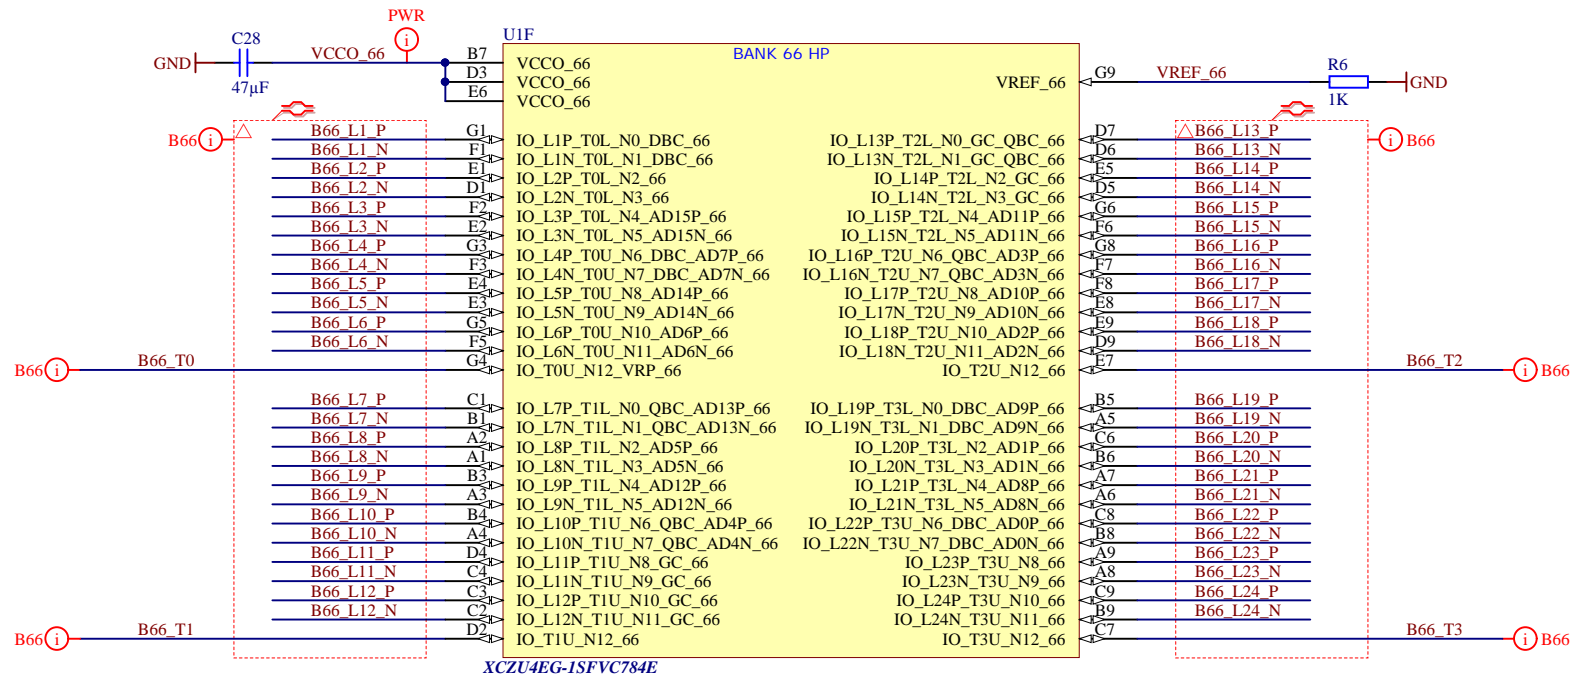 PWR
U1F
C28
GND
VCCO_66
B7
VCCO_66
D3
VCCO_66
E6
VCCO_66
47µF
BANK 66 HP
VREF_66
G9
VREF_66
R6
GND
1K
B66
i
B66_L1_P G1 IO_L1P_T0L_N0_DBC_66
B66_L1_N F1 IO_L1N_T0L_N1_DBC_66
B66_L2_P E1 IO_L2P_T0L_N2_66
B66_L2_N D1 IO_L2N_T0L_N3_66
B66_L3_P F2 IO_L3P_T0L_N4_AD15P_66
B66_L3_N E2 IO_L3N_T0L_N5_AD15N_66
B66_L4_P G3 IO_L4P_T0U_N6_DBC_AD7P_66
B66_L4_N F3 IO_L4N_T0U_N7_DBC_AD7N_66
B66_L5_P E4 IO_L5P_T0U_N8_AD14P_66
B66_L5_N E3 IO_L5N_T0U_N9_AD14N_66
B66_L6_P G5 IO_L6P_T0U_N10_AD6P_66
B66_L6_N F5 IO_L6N_T0U_N11_AD6N_66
B66 i B66_T0 G4 IO_T0U_N12_VRP_66
B66_L7_P C1 IO_L7P_T1L_N0_QBC_AD13P_66
B66_L7_N B1 IO_L7N_T1L_N1_QBC_AD13N_66
B66_L8_P A2 IO_L8P_T1L_N2_AD5P_66
B66_L8_N A1 IO_L8N_T1L_N3_AD5N_66
B66_L9_P B3 IO_L9P_T1L_N4_AD12P_66
B66_L9_N A3 IO_L9N_T1L_N5_AD12N_66
B66_L10_P B4 IO_L10P_T1U_N6_QBC_AD4P_66
B66_L10_N A4 IO_L10N_T1U_N7_QBC_AD4N_66
B66_L11_P D4 IO_L11P_T1U_N8_GC_66
B66_L11_N C4 IO_L11N_T1U_N9_GC_66
B66_L12_P C3 IO_L12P_T1U_N10_GC_66
B66_L12_N C2 IO_L12N_T1U_N11_GC_66
B66 i B66_T1 D2 IO_T1U_N12_66
IO_L13P_T2L_N0_GC_QBC_66 D7 B66_L13_P i B66
IO_L13N_T2L_N1_GC_QBC_66 D6 B66_L13_N
IO_L14P_T2L_N2_GC_66 E5 B66_L14_P
IO_L14N_T2L_N3_GC_66 D5 B66_L14_N
IO_L15P_T2L_N4_AD11P_66 G6 B66_L15_P
IO_L15N_T2L_N5_AD11N_66 F6 B66_L15_N
IO_L16P_T2U_N6_QBC_AD3P_66 G8 B66_L16_P
IO_L16N_T2U_N7_QBC_AD3N_66 F7 B66_L16_N
IO_L17P_T2U_N8_AD10P_66 F8 B66_L17_P
IO_L17N_T2U_N9_AD10N_66 E8 B66_L17_N
IO_L18P_T2U_N10_AD2P_66 E9 B66_L18_P
IO_L18N_T2U_N11_AD2N_66 D9 B66_L18_N
IO_T2U_N12_66 E7 B66_T2 i B66
IO_L19P_T3L_N0_DBC_AD9P_66 B5 B66_L19_P
IO_L19N_T3L_N1_DBC_AD9N_66 A5 B66_L19_N
IO_L20P_T3L_N2_AD1P_66 C6 B66_L20_P
IO_L20N_T3L_N3_AD1N_66 B6 B66_L20_N
IO_L21P_T3L_N4_AD8P_66 A7 B66_L21_P
IO_L21N_T3L_N5_AD8N_66 A6 B66_L21_N
IO_L22P_T3U_N6_DBC_AD0P_66 C8 B66_L22_P
IO_L22N_T3U_N7_DBC_AD0N_66 B8 B66_L22_N
IO_L23P_T3U_N8_66 A9 B66_L23_P
IO_L23N_T3U_N9_66 A8 B66_L23_N
IO_L24P_T3U_N10_66 C9 B66_L24_P
IO_L24N_T3U_N11_66 B9 B66_L24_N
IO_T3U_N12_66 C7 B66_T3 i B66
XCZU4EG-1SFVC784E